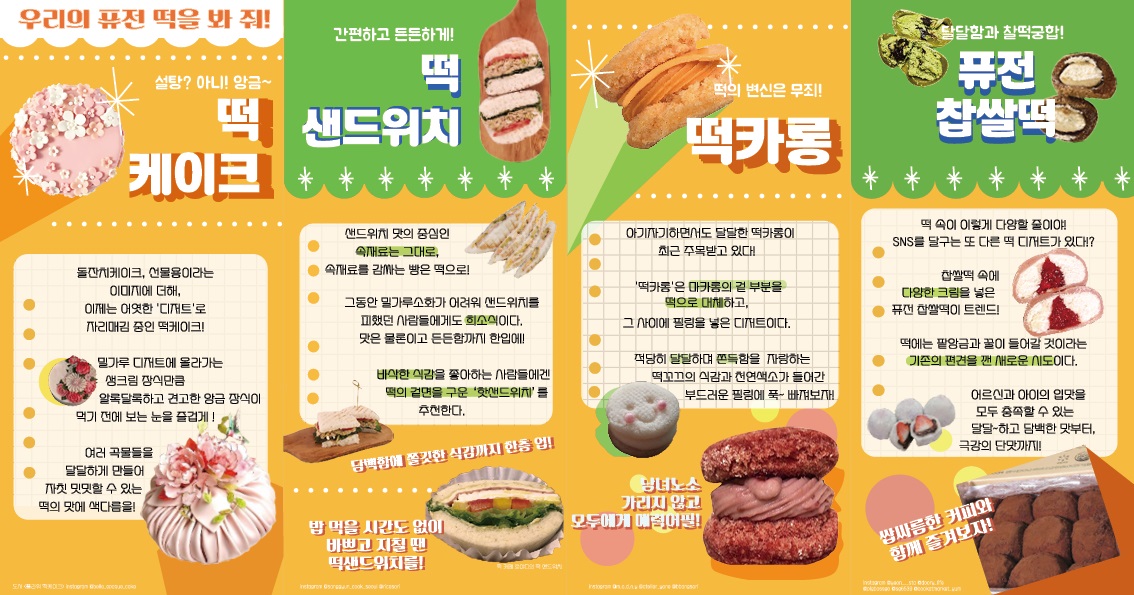 우리의 퓨전 떡을 봐 줘!
설탕? 아니! 앙금~
떡
케이크
돌잔치케이크, 선물용이라는
이미지에 더해,
이제는 어엿한 '디저트'로
자리매김 중인 떡케이크!
밀가루 디저트에 올라가는
생크림 장식만큼
알록달록하고 견고한 앙금 장식이
먹기 전에 보는 눈을 즐겁게 !
여러 곡물들을
달달하게 만들어
자칫 밋밋할 수 있는
떡의 맛에 색다름을!
간편하고 든든하게!
떡
샌드위치
샌드위치 맛의 중심인
속재료는 그대로,
속재료를 감싸는 빵은 떡으로!
그동안 밀가루소화가 어려워 샌드위치를
피했던 사람들에게도 희소식이다.
맛은 물론이고 든든함까지 한입에!
바삭한 식감을 좋아하는 사람들에겐
떡의 겉면을 구운 '핫샌드위치'를
추천한다.
담백함에 쫄깃한 식감까지 한층 업!
밥 먹을 시간도 없이
바쁘고 지칠 땐
떡샌드위치를!
떡의 변신은 무죄!
떡카롱
아기자기하면서도 달달한 떡카롱이
최근 주목받고 있다!
'떡카롱'은 마카롱의 겉 부분을
떡으로 대체하고,
그 사이에 필링을 넣은 디저트이다.
적당히 달달하며 쫀득함을 자랑하는
떡꼬끄의 식감과 천연색소가 들어간
부드러운 필링에 푹~ 빠져보자!
남녀노소
가리지 않고
모두에게 매력어필!
달달함과 찰떡궁합!
퓨전
찹쌀떡
떡 속이 이렇게 다양할 줄이야!
SNS를 달구는 또 다른 떡 디저트가 있다!?
찹쌀떡 속에
다양한 크림을 넣은
퓨전 찹쌀떡이 트렌드!
떡에는 팥앙금과 꿀이 들어갈 것이라는
기존의 편견을 깬 새로운 시도이다.
어르신과 아이의 입맛을
모두 충족할 수 있는
달달~하고 담백한 맛부터,
극강의 단맛까지!
쌉싸름한 커피와
함께 즐겨보자!